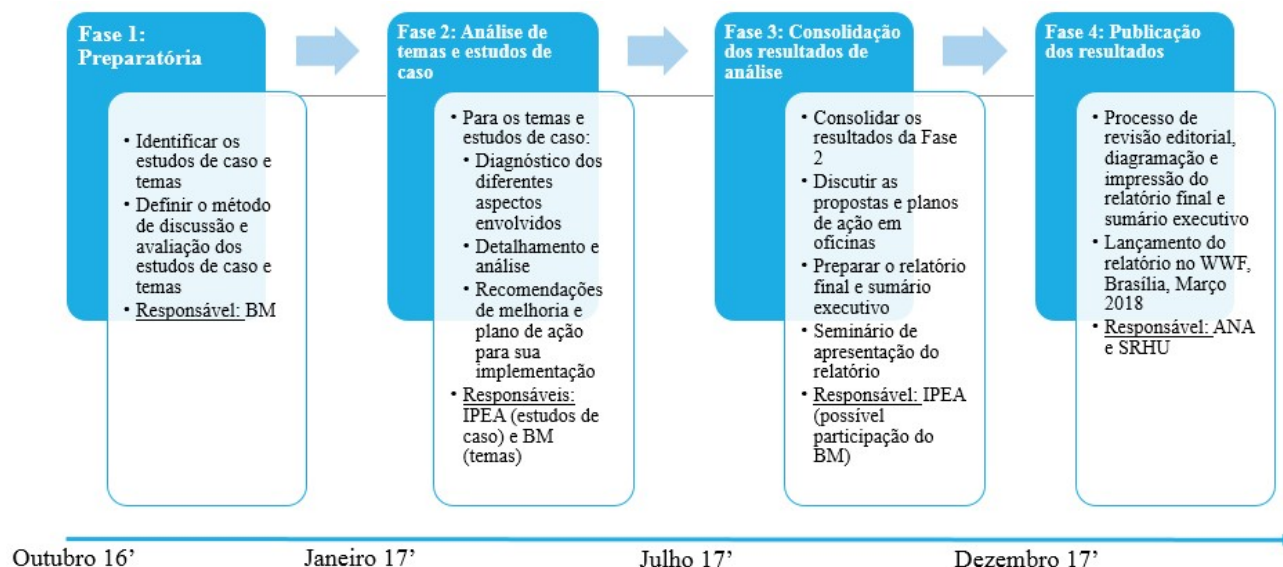 Fase 1:
Preparatória
• Identificar os
estudos de caso e
temas
• Definir o método
de discussão e
avaliação dos
estudos de caso e
temas
• Responsável: BM
Fase 2: Análise de
temas e estudos de
caso
• Para os temas e
estudos de caso:
• Diagnóstico dos
diferentes
aspectos
envolvidos
• Detalhamento e
análise
• Recomendações
de melhoria e
plano de ação
para sua
implementação
• Responsáveis:
IPEA (estudos de
caso) e BM
(temas)
Fase 3: Consolidação
dos resultados de
análise
• Consolidar os
resultados da Fase
2
• Discutir as
propostas e planos
de ação em
oficinas
• Preparar o relatório
final e sumário
executivo
• Seminário de
apresentação do
relatório
• Responsável: IPEA
(possível
participação do
BM)
Fase 4: Publicação
dos resultados
• Processo de
revisão editorial,
diagramação e
impressão do
relatório final e
sumário executivo
• Lançamento do
relatório no WWF,
Brasília, Março
2018
• Responsável: ANA
e SRHU
Outubro 16’
Janeiro 17’
Julho 17’
Dezembro 17’